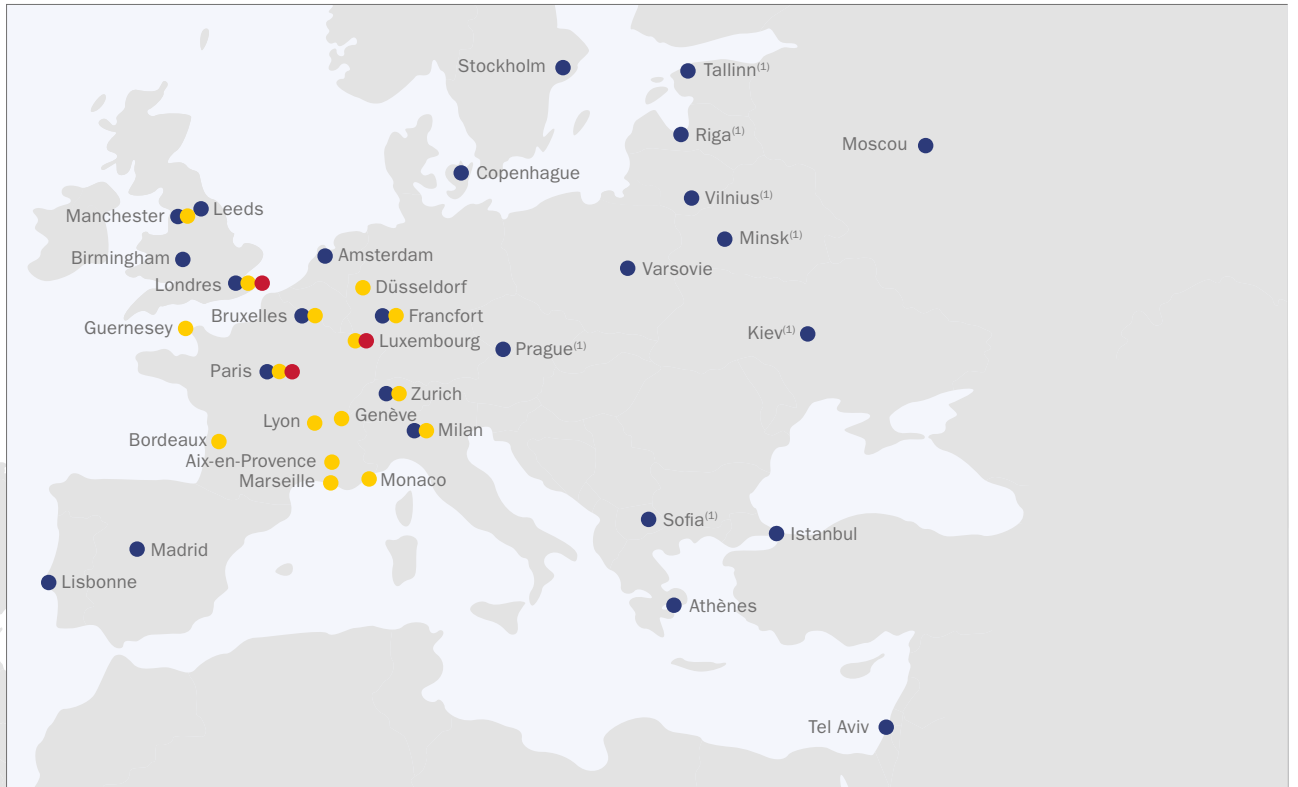 Stockholm
Tallinn(1)
Riga(1)
Moscou
Copenhague
Vilnius(1)
Leeds
Manchester
Minsk(1)
Birmingham
Amsterdam
Varsovie
Londres
Düsseldorf
Bruxelles
Francfort
Guernesey
Kiev(1)
Luxembourg
Prague(1)
Paris
Zurich
Genève
Lyon
Milan
Bordeaux
Aix-en-Provence
Marseille
Monaco
Sofia(1)
Istanbul
Madrid
Lisbonne
Athènes
Tel Aviv